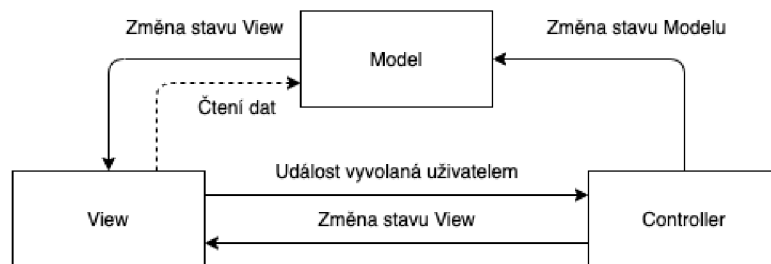 Změna stavu View
Změna stavu Modelu
Model
Čtení dat
Událost vyvolaná uživatelem
View
Controller
Změna stavu View